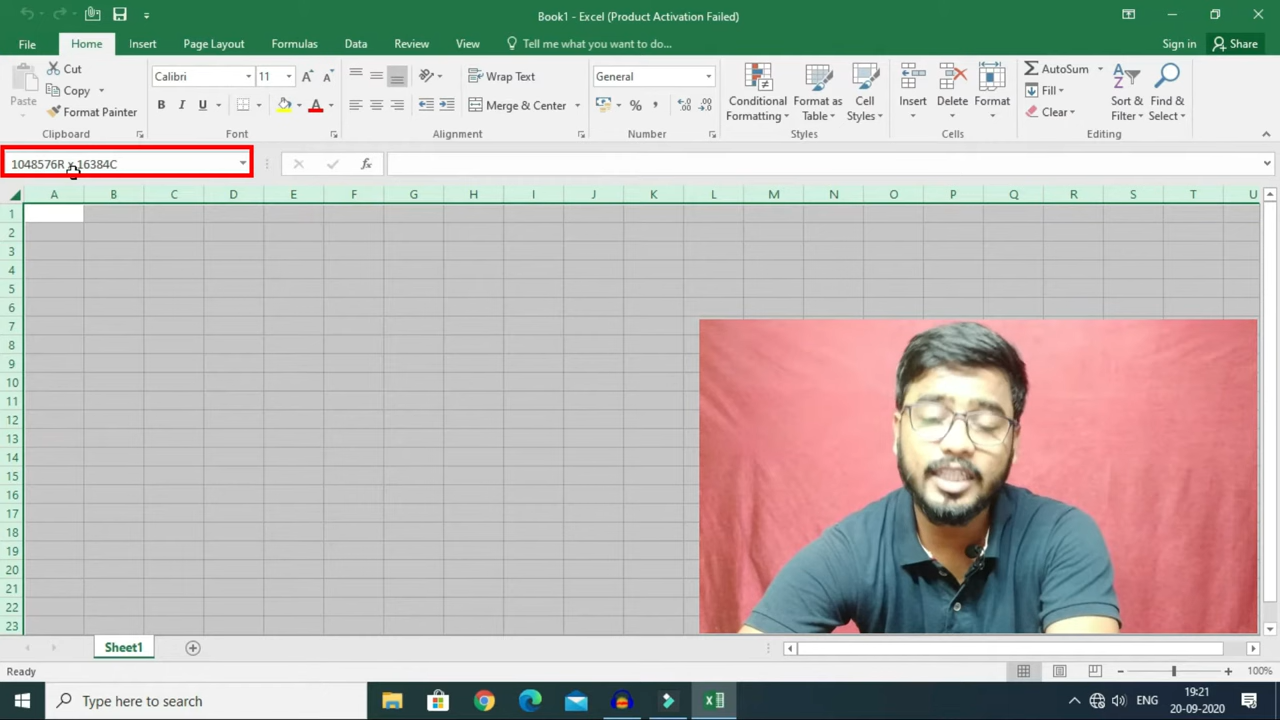 Book1 - Excel (Product Activation Failed)
File Home Insert Page Layout Formulas Data Review View Tell me what you want to do... Sign in Share
Paste
Cut
Copy
Format Painter
Clipboard
Calibri 11
B I U A
Font
Wrap Text
Merge & Center
Alignment
General
% ,
Number
Conditional Formatting
Format as Table
Cell Styles
Styles
Insert Delete Format
Cells
AutoSum
Fill
Clear
Sort & Filter
Find & Select
Editing
1048576R x 16384C fx
A B C D E F G H I J K L M N O P Q R S T U
1
2
3
4
5
6
7
8
9
10
11
12
13
14
15
16
17
18
19
20
21
22
23
Sheet1
Ready 100%
Type here to search ENG 19:21
20-09-2020